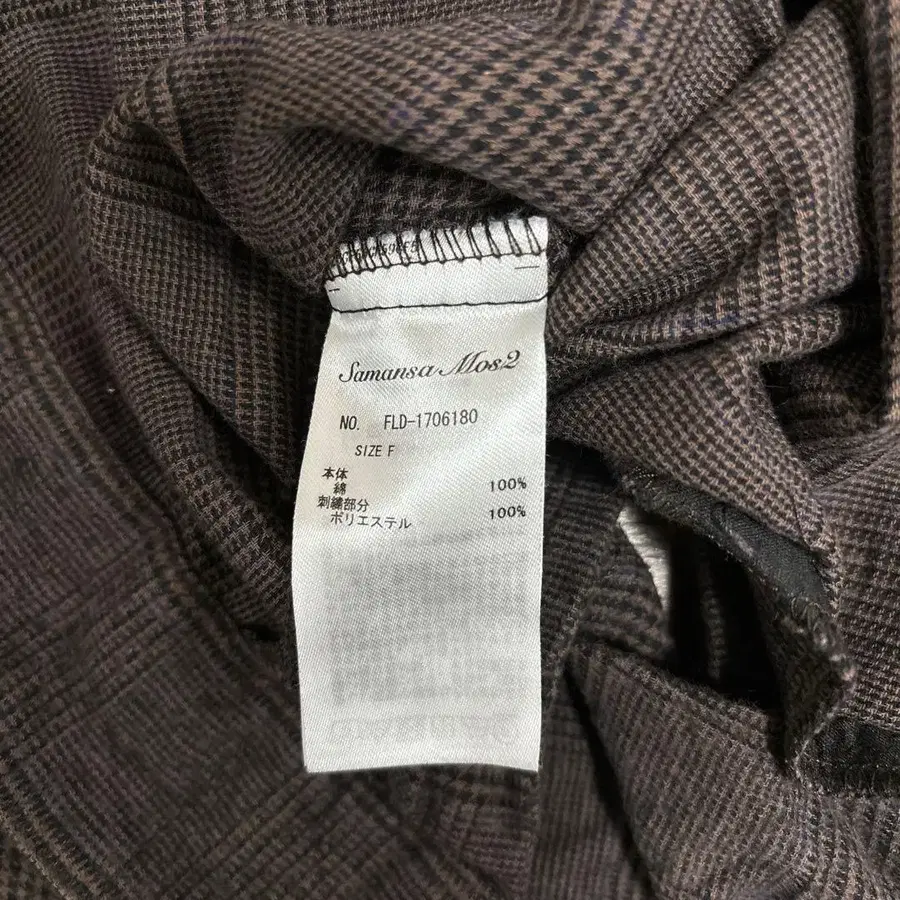 Samansa Mos2
NO. FLD-1706180
SIZE F
本体
綿 100%
刺繍部分
ポリエステル 100%